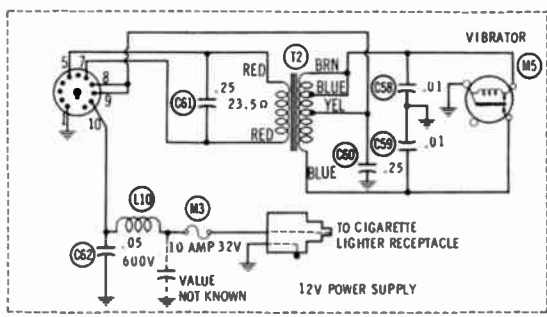 VIBRATOR
5 7
8
9
10
4
RED
RED
C61
.25
23.5Ω
T2
BRN
BLUE
YEL
BLUE
C60
.25
C58
.01
C59
.01
M5
L10
M3
C62
.05
600V
10 AMP 32V
VALUE
NOT KNOWN
TO CIGARETTE
LIGHTER RECEPTACLE
12V POWER SUPPLY